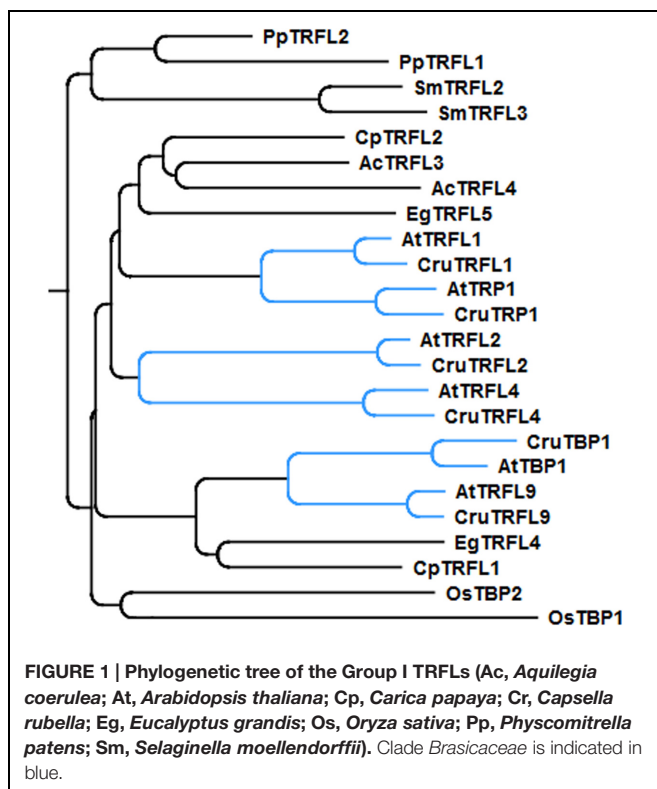 PpTRFL2
PpTRFL1
SmTRFL2
SmTRFL3
CpTRFL2
AcTRFL3
AcTRFL4
EgTRFL5
AtTRFL1
CruTRFL1
AtTRP1
CruTRP1
AtTRFL2
CruTRFL2
AtTRFL4
CruTRFL4
CruTBP1
AtTBP1
AtTRFL9
CruTRFL9
EgTRFL4
CpTRFL1
OsTBP2
OsTBP1
FIGURE 1 | Phylogenetic tree of the Group I TRFLs (Ac, Aquilegia
coerulea; At, Arabidopsis thaliana; Cp, Carica papaya; Cr, Capsella
rubella; Eg, Eucalyptus grandis; Os, Oryza sativa; Pp, Physcomitrella
patens; Sm, Selaginella moellendorffii). Clade Brasicaceae is indicated in
blue.